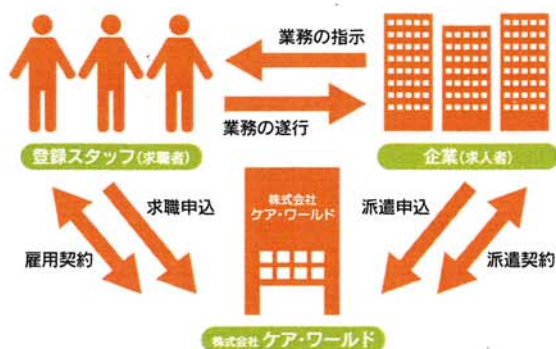 業務の指示
業務の遂行
登録スタッフ(求職者)
企業(求人者)
求職申込
雇用契約
株式会社
ケア・ワールド
派遣申込
派遣契約
株式会社 ケア・ワールド